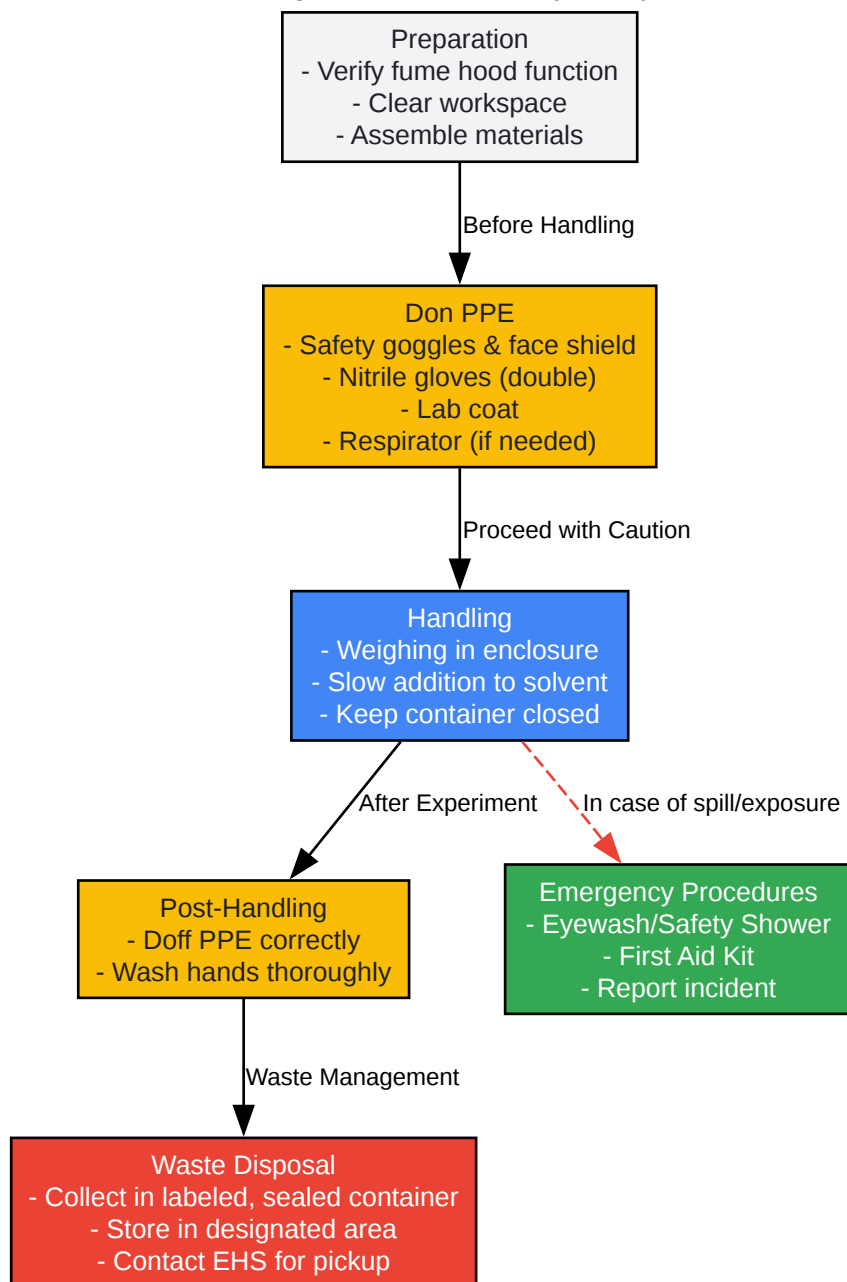 Preparation
- Verify fume hood function
- Clear workspace
- Assemble materials
Before Handling
Don PPE
- Safety goggles & face shield
- Nitrile gloves (double)
- Lab coat
- Respirator (if needed)
Proceed with Caution
Handling
- Weighing in enclosure
- Slow addition to solvent
- Keep container closed
After Experiment
In case of spill/exposure
Post-Handling
- Doff PPE correctly
- Wash hands thoroughly
Emergency Procedures
- Eyewash/Safety Shower
- First Aid Kit
- Report incident
Waste Management
Waste Disposal
- Collect in labeled, sealed container
- Store in designated area
- Contact EHS for pickup